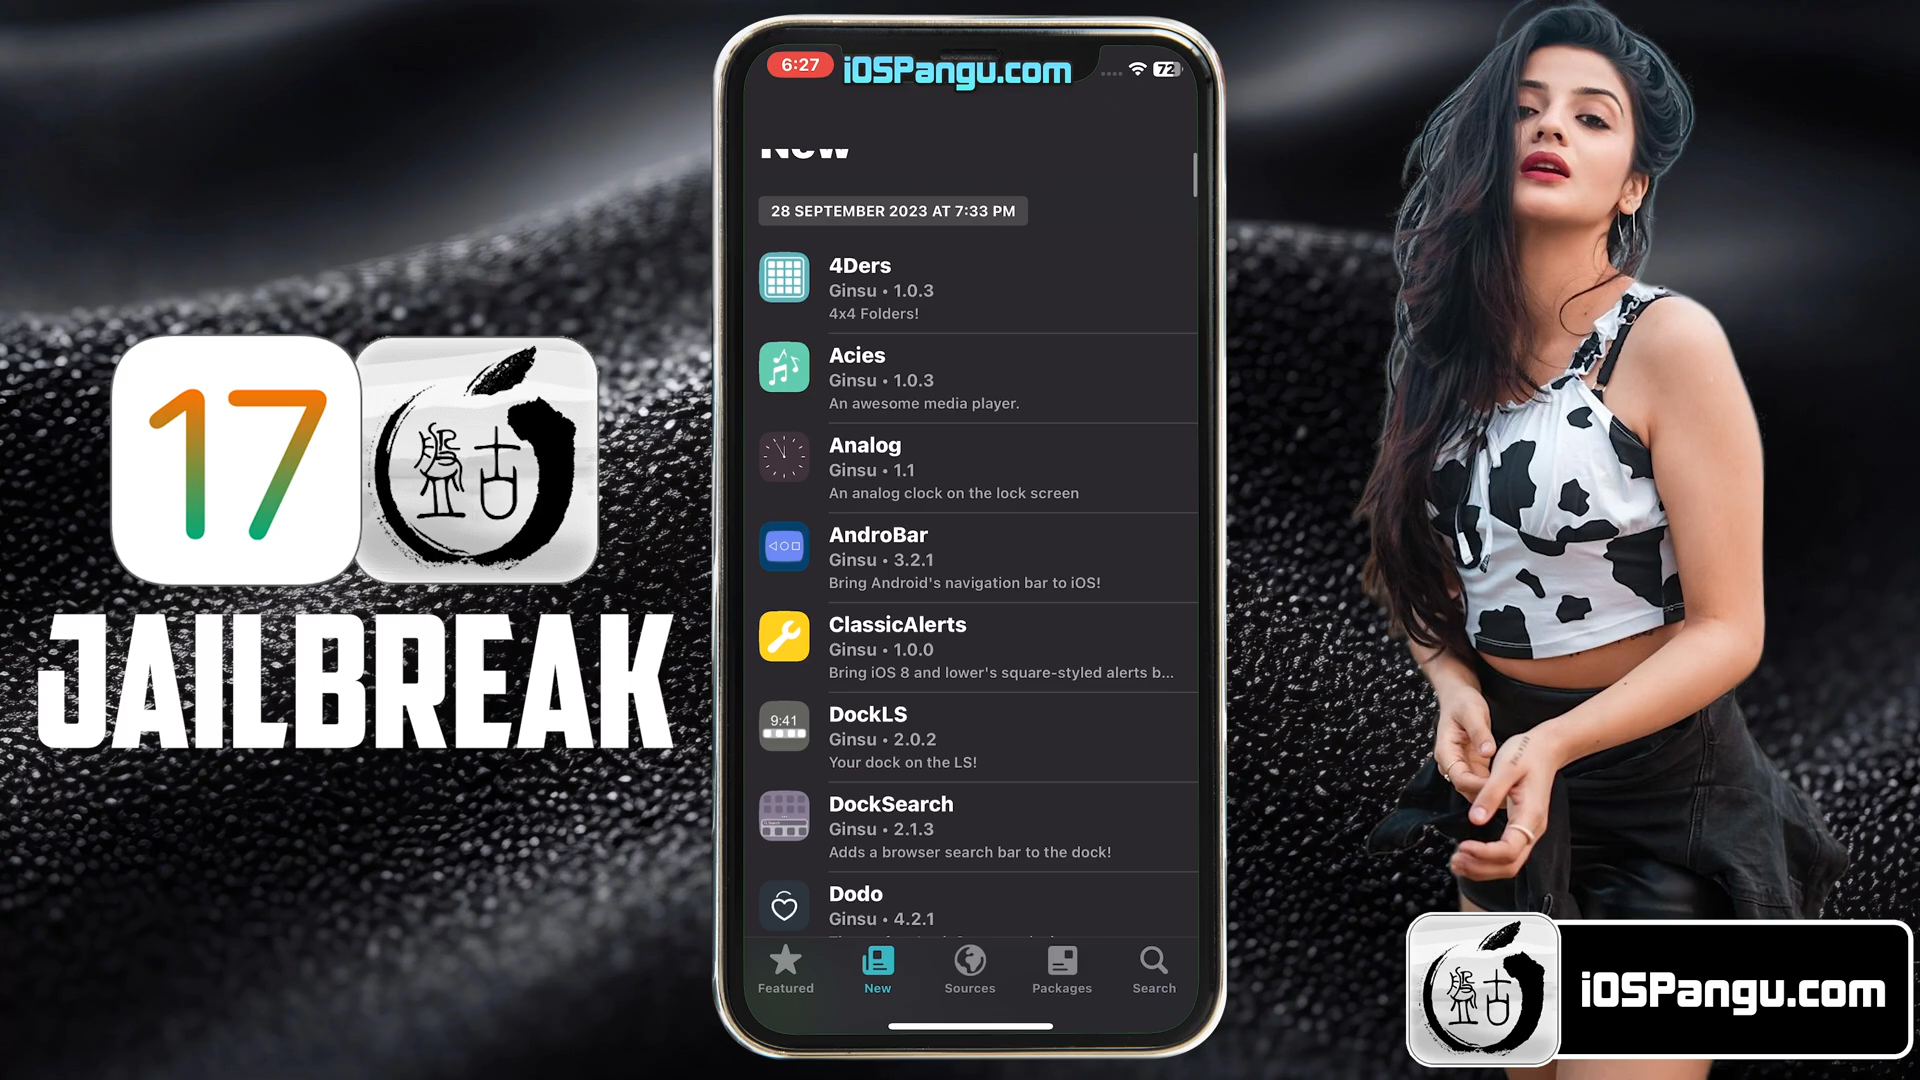 6:27
iOSPangu.com
72
New
28 SEPTEMBER 2023 AT 7:33 PM
4Ders
Ginsu • 1.0.3
4x4 Folders!
Acies
Ginsu • 1.0.3
An awesome media player.
Analog
Ginsu • 1.1
An analog clock on the lock screen
AndroBar
Ginsu • 3.2.1
Bring Android's navigation bar to iOS!
ClassicAlerts
Ginsu • 1.0.0
Bring iOS 8 and lower's square-styled alerts b...
9:41
DockLS
Ginsu • 2.0.2
Your dock on the LS!
DockSearch
Ginsu • 2.1.3
Adds a browser search bar to the dock!
Dodo
Ginsu • 4.2.1
Featured
New
Sources
Packages
Search
17
盤古
JAILBREAK
盤古
iOSPangu.com